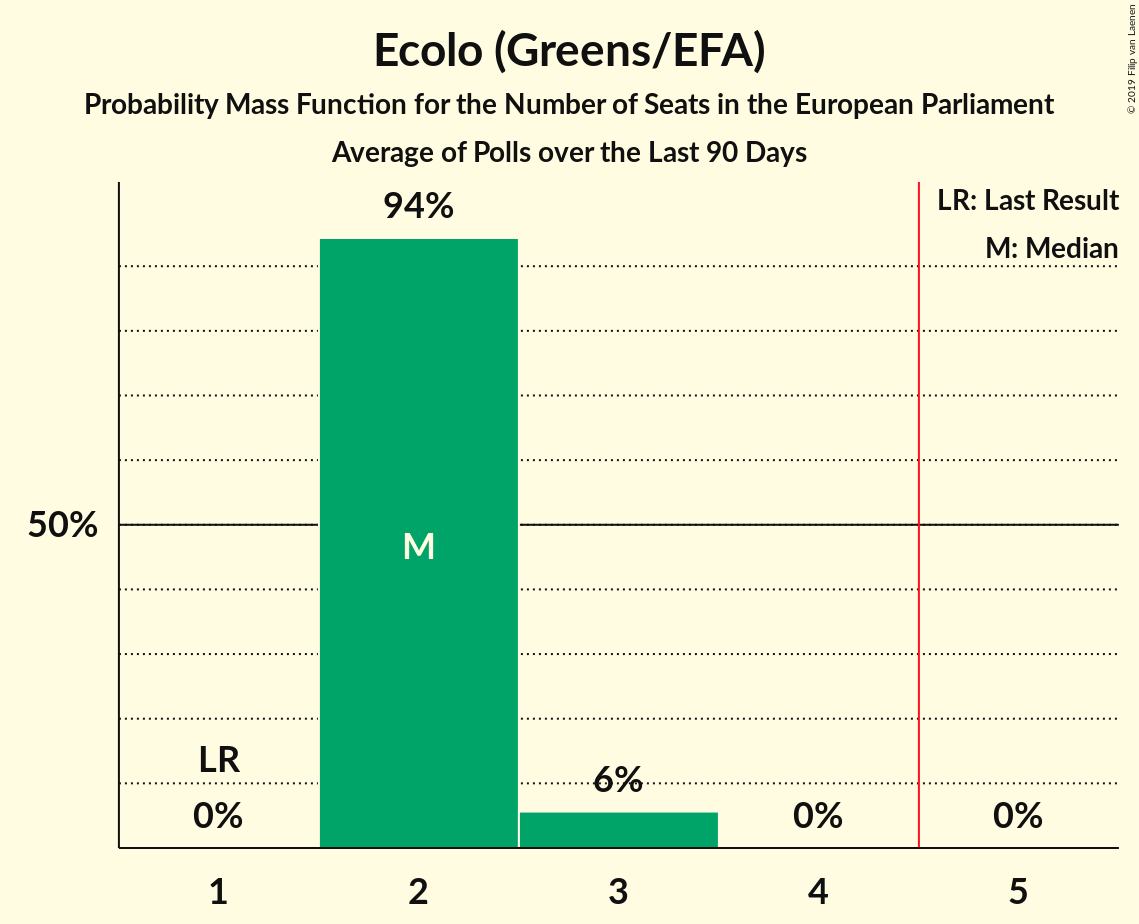 Ecolo (Greens/EFA)
Probability Mass Function for the Number of Seats in the European Parliament
Average of Polls over the Last 90 Days
© 2019 Filip van Laenen
LR: Last Result
M: Median
94%
50%
M
LR
0%
6%
0%
0%
1 2 3 4 5